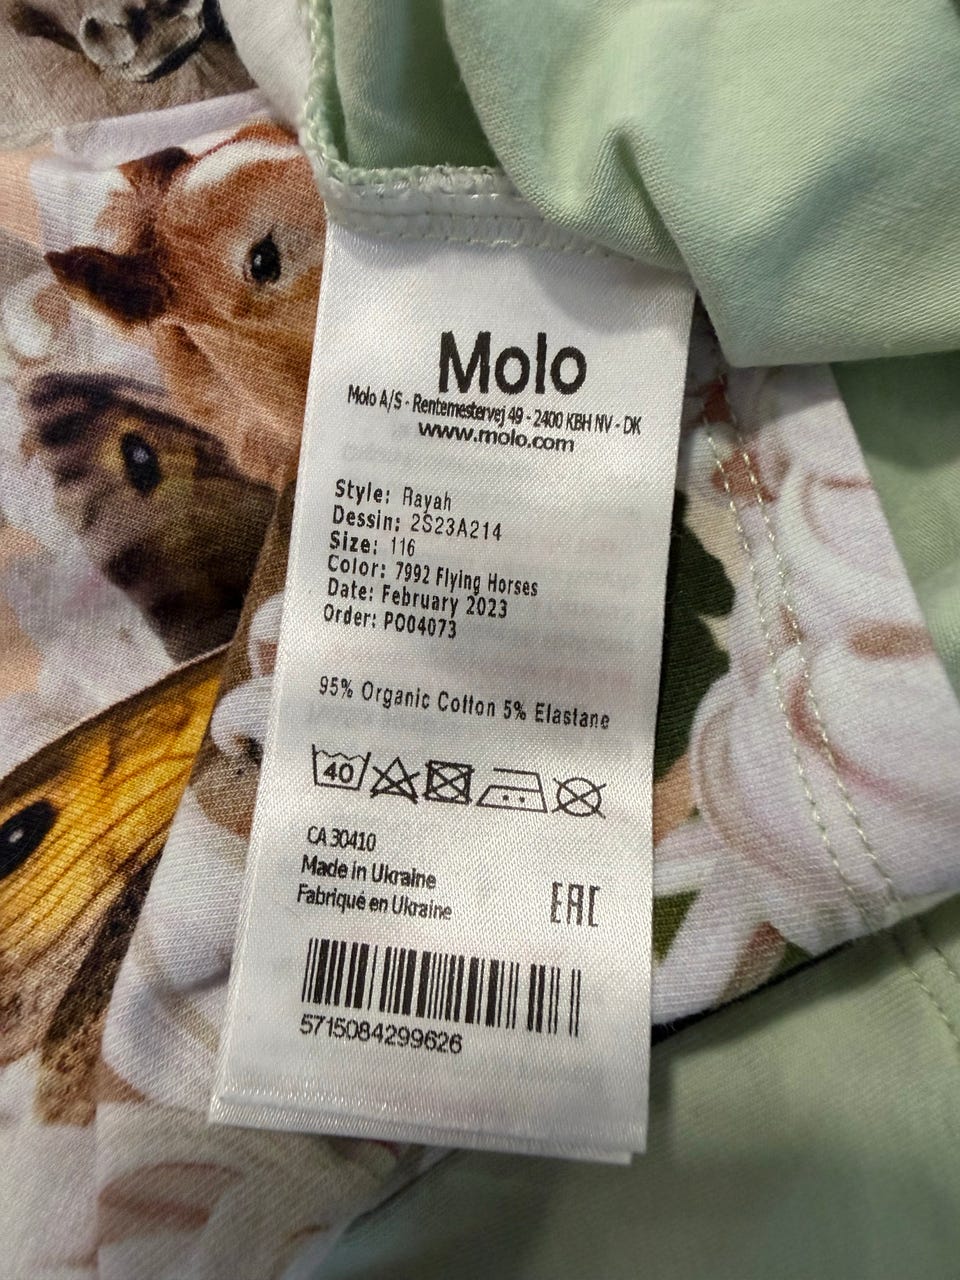 Molo
Molo A/S - Rentemestervej 49 - 2400 KBH NV - DK
www.molo.com
Style: Rayah
Dessin: 2S23A214
Size: 116
Color: 7992 Flying Horses
Date: February 2023
Order: PO04073
95% Organic Cotton 5% Elastane
40
CA 30410
Made in Ukraine
Fabriqué en Ukraine
EAC
5715084299626